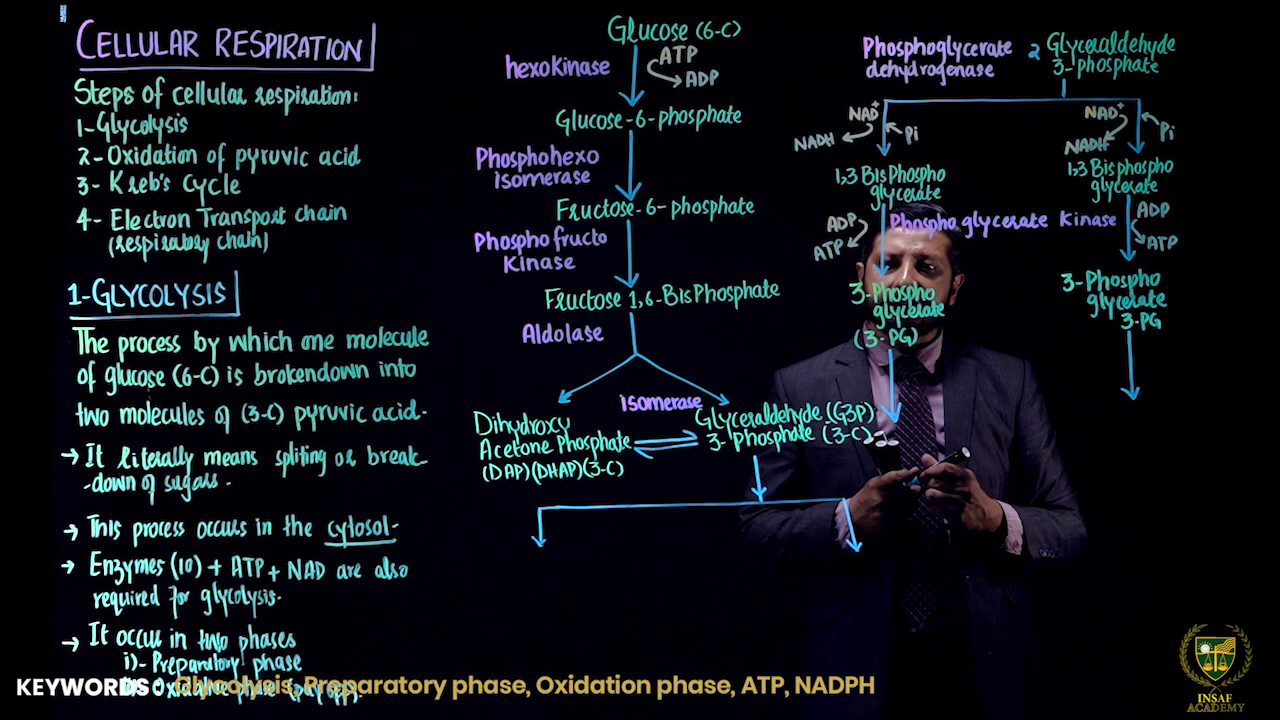 CELLULAR RESPIRATION
Steps of cellular respiration:
1-Glycolysis
2-Oxidation of pyruvic acid
3- Kreb's Cycle
4- Electron Transport chain
(respiratory chain)
1-GLYCOLYSIS
The process by which one molecule
of glucose (6-C) is brokendown into
two molecules of (3-C) pyruvic acid-
→ It literally means spliting or break
-down of sugars.
→ This process occurs in the cytosol-
→ Enzymes (10) + ATP + NAD are also
required for glycolysis-
→ It occur in two phases
i)- Preparatory phase
Glucose (6-C)
hexokinase
ATP
ADP
Glucose-6-phosphate
Phosphohexo
isomerase
Fructose-6-phosphate
Phosphofructo
Kinase
Fructose 1,6-BisPhosphate
Aldolase
Isomerase
Dihydroxy
Acetone Phosphate
(DAP)(DHAP)(3-C)
Glyceraldehyde (G3P)
3-Phosphate (3-C)
Phosphoglycerate
dehydrogenase
2 Glyceraldehyde
3-phosphate
NAD+
NADH
Pi
NAD+
NADH
Pi
1,3 BisPhospho
glycerate
1,3 Bisphospho
glycerate
ADP
ATP
Phospho glycerate Kinase
ADP
ATP
3-Phospho
glycerate
(3-PG)
3-Phospho
glycerate
3-PG
KEYWORDS : Glycolysis, Preparatory phase, Oxidation phase, ATP, NADPH
INSAF
ACADEMY